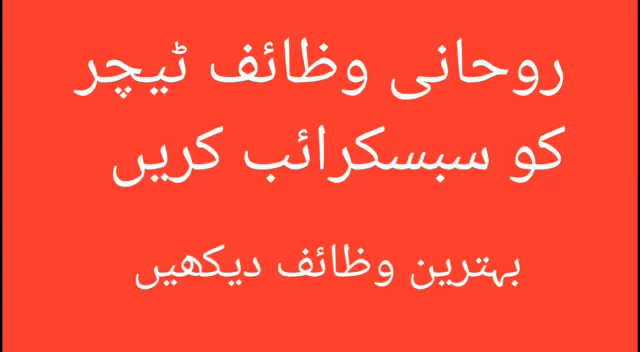 روحانی وظائف ٹیچر
کو سبسکرائب کریں
بہترین وظائف دیکھیں